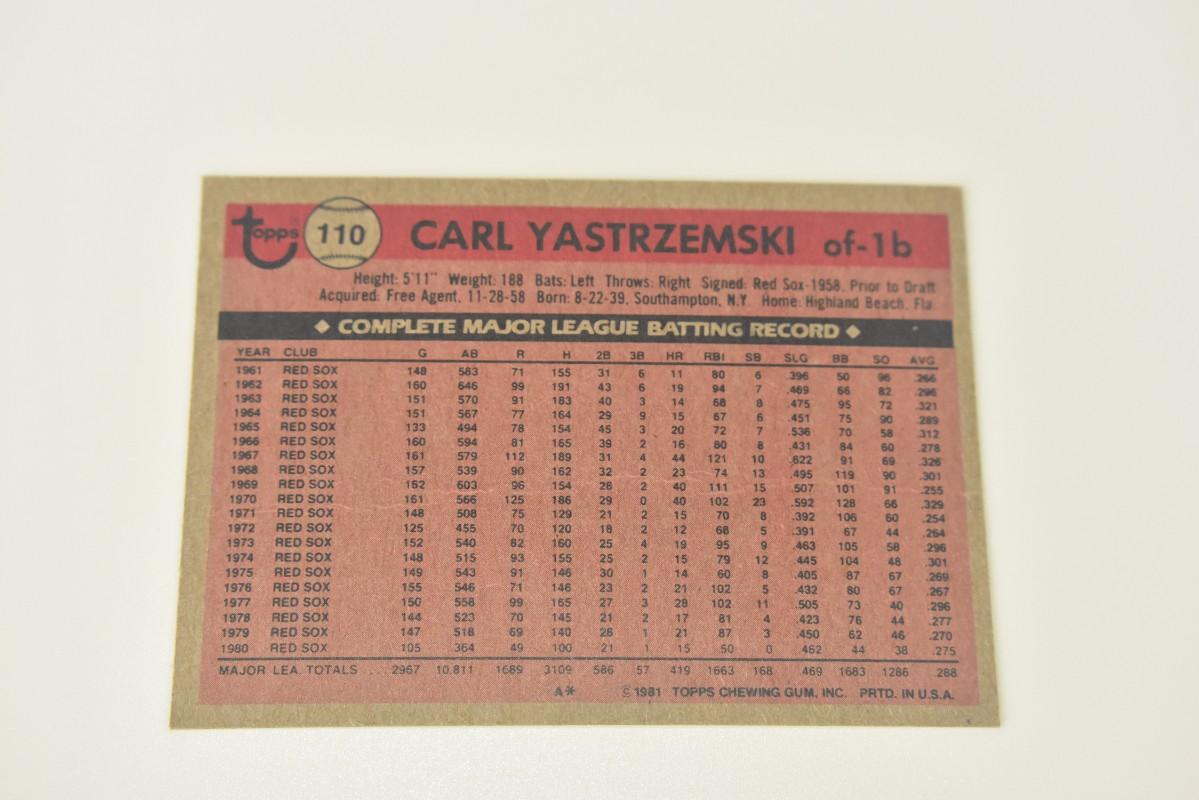 topps® 110 CARL YASTRZEMSKI of-1b
Height: 5'11" Weight: 188 Bats: Left Throws: Right Signed: Red Sox-1958, Prior to Draft
Acquired: Free Agent, 11-28-58 Born: 8-22-39, Southampton, N.Y. Home: Highland Beach, Fla.
◆ COMPLETE MAJOR LEAGUE BATTING RECORD ◆
YEAR CLUB G AB R H 2B 3B HR RBI SB SLG BB SO AVG
1961 RED SOX 148 583 71 155 31 6 11 80 6 .396 50 96 .266
1962 RED SOX 160 646 99 191 43 6 19 94 7 .469 66 82 .296
1963 RED SOX 151 570 91 183 40 3 14 68 8 .475 95 72 .321
1964 RED SOX 151 567 77 164 29 9 15 67 6 .451 75 90 .289
1965 RED SOX 133 494 78 154 45 3 20 72 7 .536 70 58 .312
1966 RED SOX 160 594 81 165 39 2 16 80 8 .431 84 60 .278
1967 RED SOX 161 579 112 189 31 4 44 121 10 .622 91 69 .326
1968 RED SOX 157 539 90 162 32 2 23 74 13 .495 119 90 .301
1969 RED SOX 162 603 96 154 28 2 40 111 15 .507 101 91 .255
1970 RED SOX 161 566 125 186 29 0 40 102 23 .592 128 66 .329
1971 RED SOX 148 508 75 129 21 2 15 70 8 .392 106 60 .254
1972 RED SOX 125 455 70 120 18 2 12 68 5 .391 67 44 .264
1973 RED SOX 152 540 82 160 25 4 19 95 9 .463 105 58 .296
1974 RED SOX 148 515 93 155 25 2 15 79 12 .445 104 48 .301
1975 RED SOX 149 543 91 146 30 1 14 60 8 .405 87 67 .269
1976 RED SOX 155 546 71 146 23 2 21 102 5 .432 80 67 .267
1977 RED SOX 150 558 99 165 27 3 28 102 11 .505 73 40 .296
1978 RED SOX 144 523 70 145 21 2 17 81 4 .423 76 44 .277
1979 RED SOX 147 518 69 140 28 1 21 87 3 .450 62 46 .270
1980 RED SOX 105 364 49 100 21 1 15 50 0 .462 44 38 .275
MAJOR LEA. TOTALS ... 2967 10,811 1689 3109 586 57 419 1663 168 .469 1683 1286 .288
A* ©1981 TOPPS CHEWING GUM, INC. PRTD. IN U.S.A.